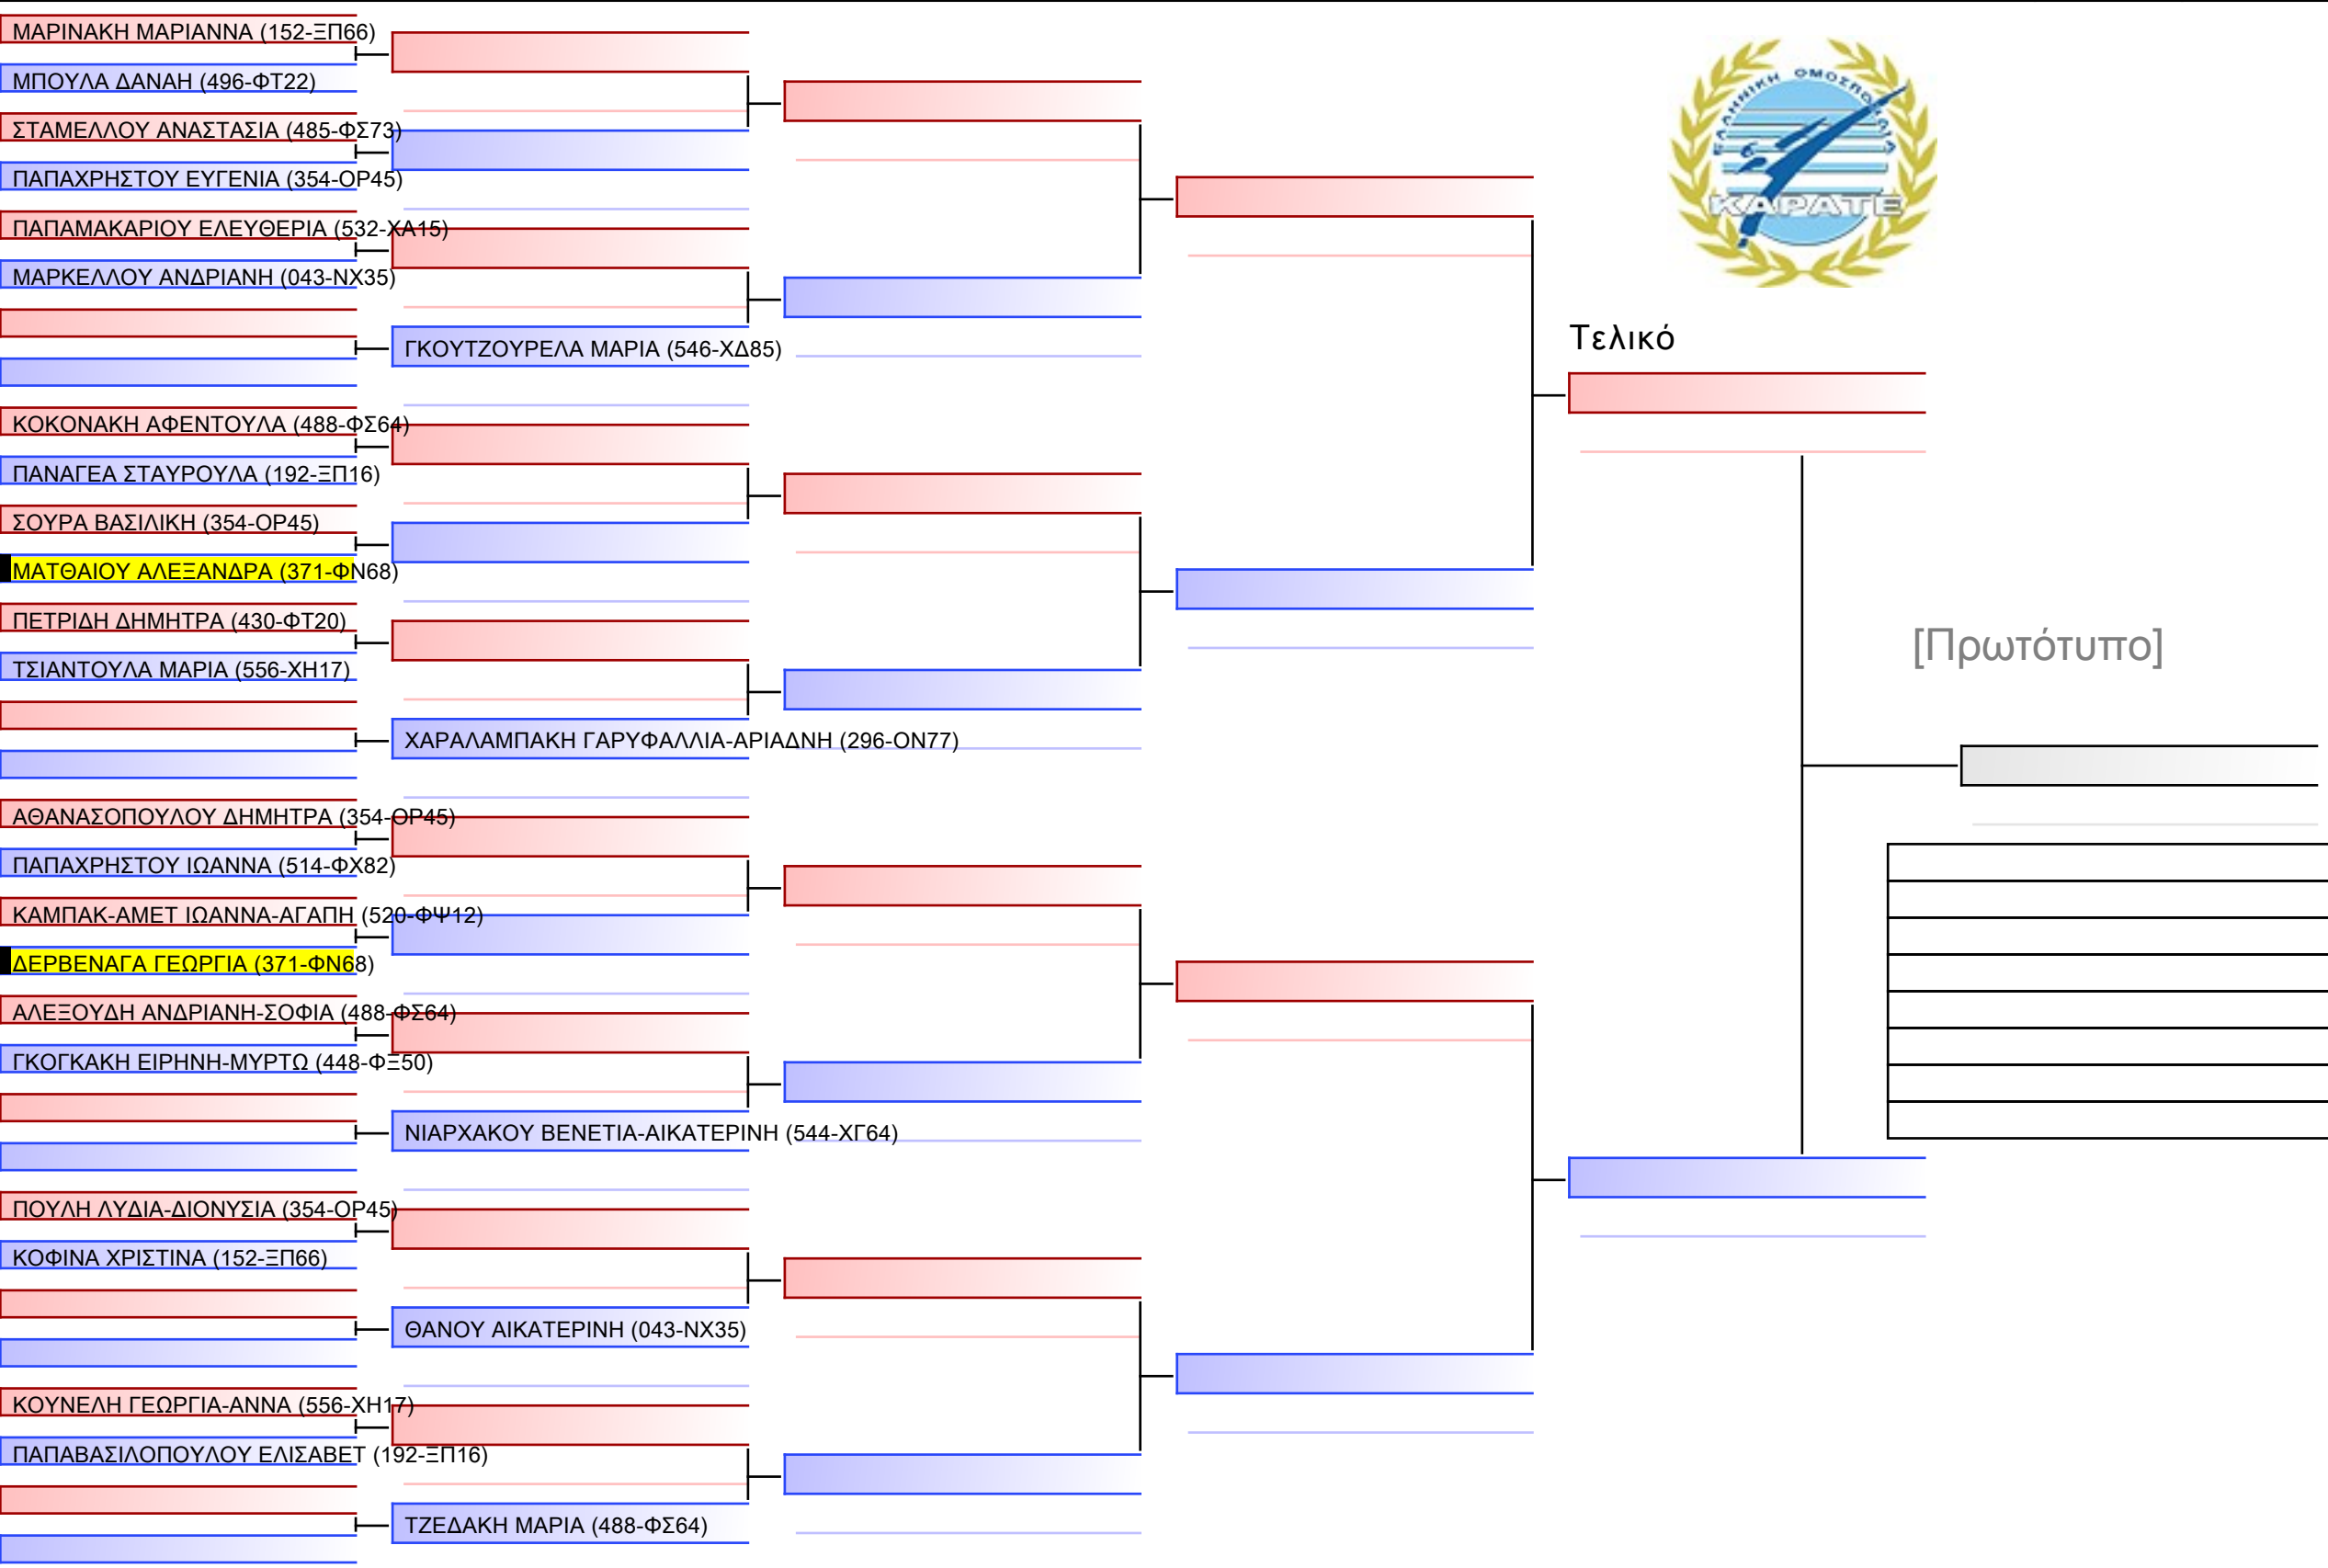 ΜΑΡΙΝΑΚΗ ΜΑΡΙΑΝΝΑ (152-ΞΠ66)
ΜΠΟΥΛΑ ΔΑΝΑΗ (496-ΦΤ22)
ΣΤΑΜΕΛΛΟΥ ΑΝΑΣΤΑΣΙΑ (485-ΦΣ73)
ΠΑΠΑΧΡΗΣΤΟΥ ΕΥΓΕΝΙΑ (354-ΟΡ45)
ΠΑΠΑΜΑΚΑΡΙΟΥ ΕΛΕΥΘΕΡΙΑ (532-ΧΑ15)
ΜΑΡΚΕΛΛΟΥ ΑΝΔΡΙΑΝΗ (043-ΝΧ35)
ΓΚΟΥΤΖΟΥΡΕΛΑ ΜΑΡΙΑ (546-ΧΔ85)
ΚΟΚΟΝΑΚΗ ΑΦΕΝΤΟΥΛΑ (488-ΦΣ64)
ΠΑΝΑΓΕΑ ΣΤΑΥΡΟΥΛΑ (192-ΞΠ16)
ΣΟΥΡΑ ΒΑΣΙΛΙΚΗ (354-ΟΡ45)
ΜΑΤΘΑΙΟΥ ΑΛΕΞΑΝΔΡΑ (371-ΦΝ68)
ΠΕΤΡΙΔΗ ΔΗΜΗΤΡΑ (430-ΦΤ20)
ΤΣΙΑΝΤΟΥΛΑ ΜΑΡΙΑ (556-ΧΗ17)
ΧΑΡΑΛΑΜΠΑΚΗ ΓΑΡΥΦΑΛΛΙΑ-ΑΡΙΑΔΝΗ (296-ΟΝ77)
ΑΘΑΝΑΣΟΠΟΥΛΟΥ ΔΗΜΗΤΡΑ (354-ΟΡ45)
ΠΑΠΑΧΡΗΣΤΟΥ ΙΩΑΝΝΑ (514-ΦΧ82)
ΚΑΜΠΑΚ-ΑΜΕΤ ΙΩΑΝΝΑ-ΑΓΑΠΗ (520-ΦΨ12)
ΔΕΡΒΕΝΑΓΑ ΓΕΩΡΓΙΑ (371-ΦΝ68)
ΑΛΕΞΟΥΔΗ ΑΝΔΡΙΑΝΗ-ΣΟΦΙΑ (488-ΦΣ64)
ΓΚΟΓΚΑΚΗ ΕΙΡΗΝΗ-ΜΥΡΤΩ (448-ΦΞ50)
ΝΙΑΡΧΑΚΟΥ ΒΕΝΕΤΙΑ-ΑΙΚΑΤΕΡΙΝΗ (544-ΧΓ64)
ΠΟΥΛΗ ΛΥΔΙΑ-ΔΙΟΝΥΣΙΑ (354-ΟΡ45)
ΚΟΦΙΝΑ ΧΡΙΣΤΙΝΑ (152-ΞΠ66)
ΘΑΝΟΥ ΑΙΚΑΤΕΡΙΝΗ (043-ΝΧ35)
ΚΟΥΝΕΛΗ ΓΕΩΡΓΙΑ-ΑΝΝΑ (556-ΧΗ17)
ΠΑΠΑΒΑΣΙΛΟΠΟΥΛΟΥ ΕΛΙΣΑΒΕΤ (192-ΞΠ16)
ΤΖΕΔΑΚΗ ΜΑΡΙΑ (488-ΦΣ64)
ΕΛΛΗΝΙΚΗ ΟΜΟΣΠΟΝΔΙΑ
ΚΑΡΑΤΕ
Τελικό
[Πρωτότυπο]